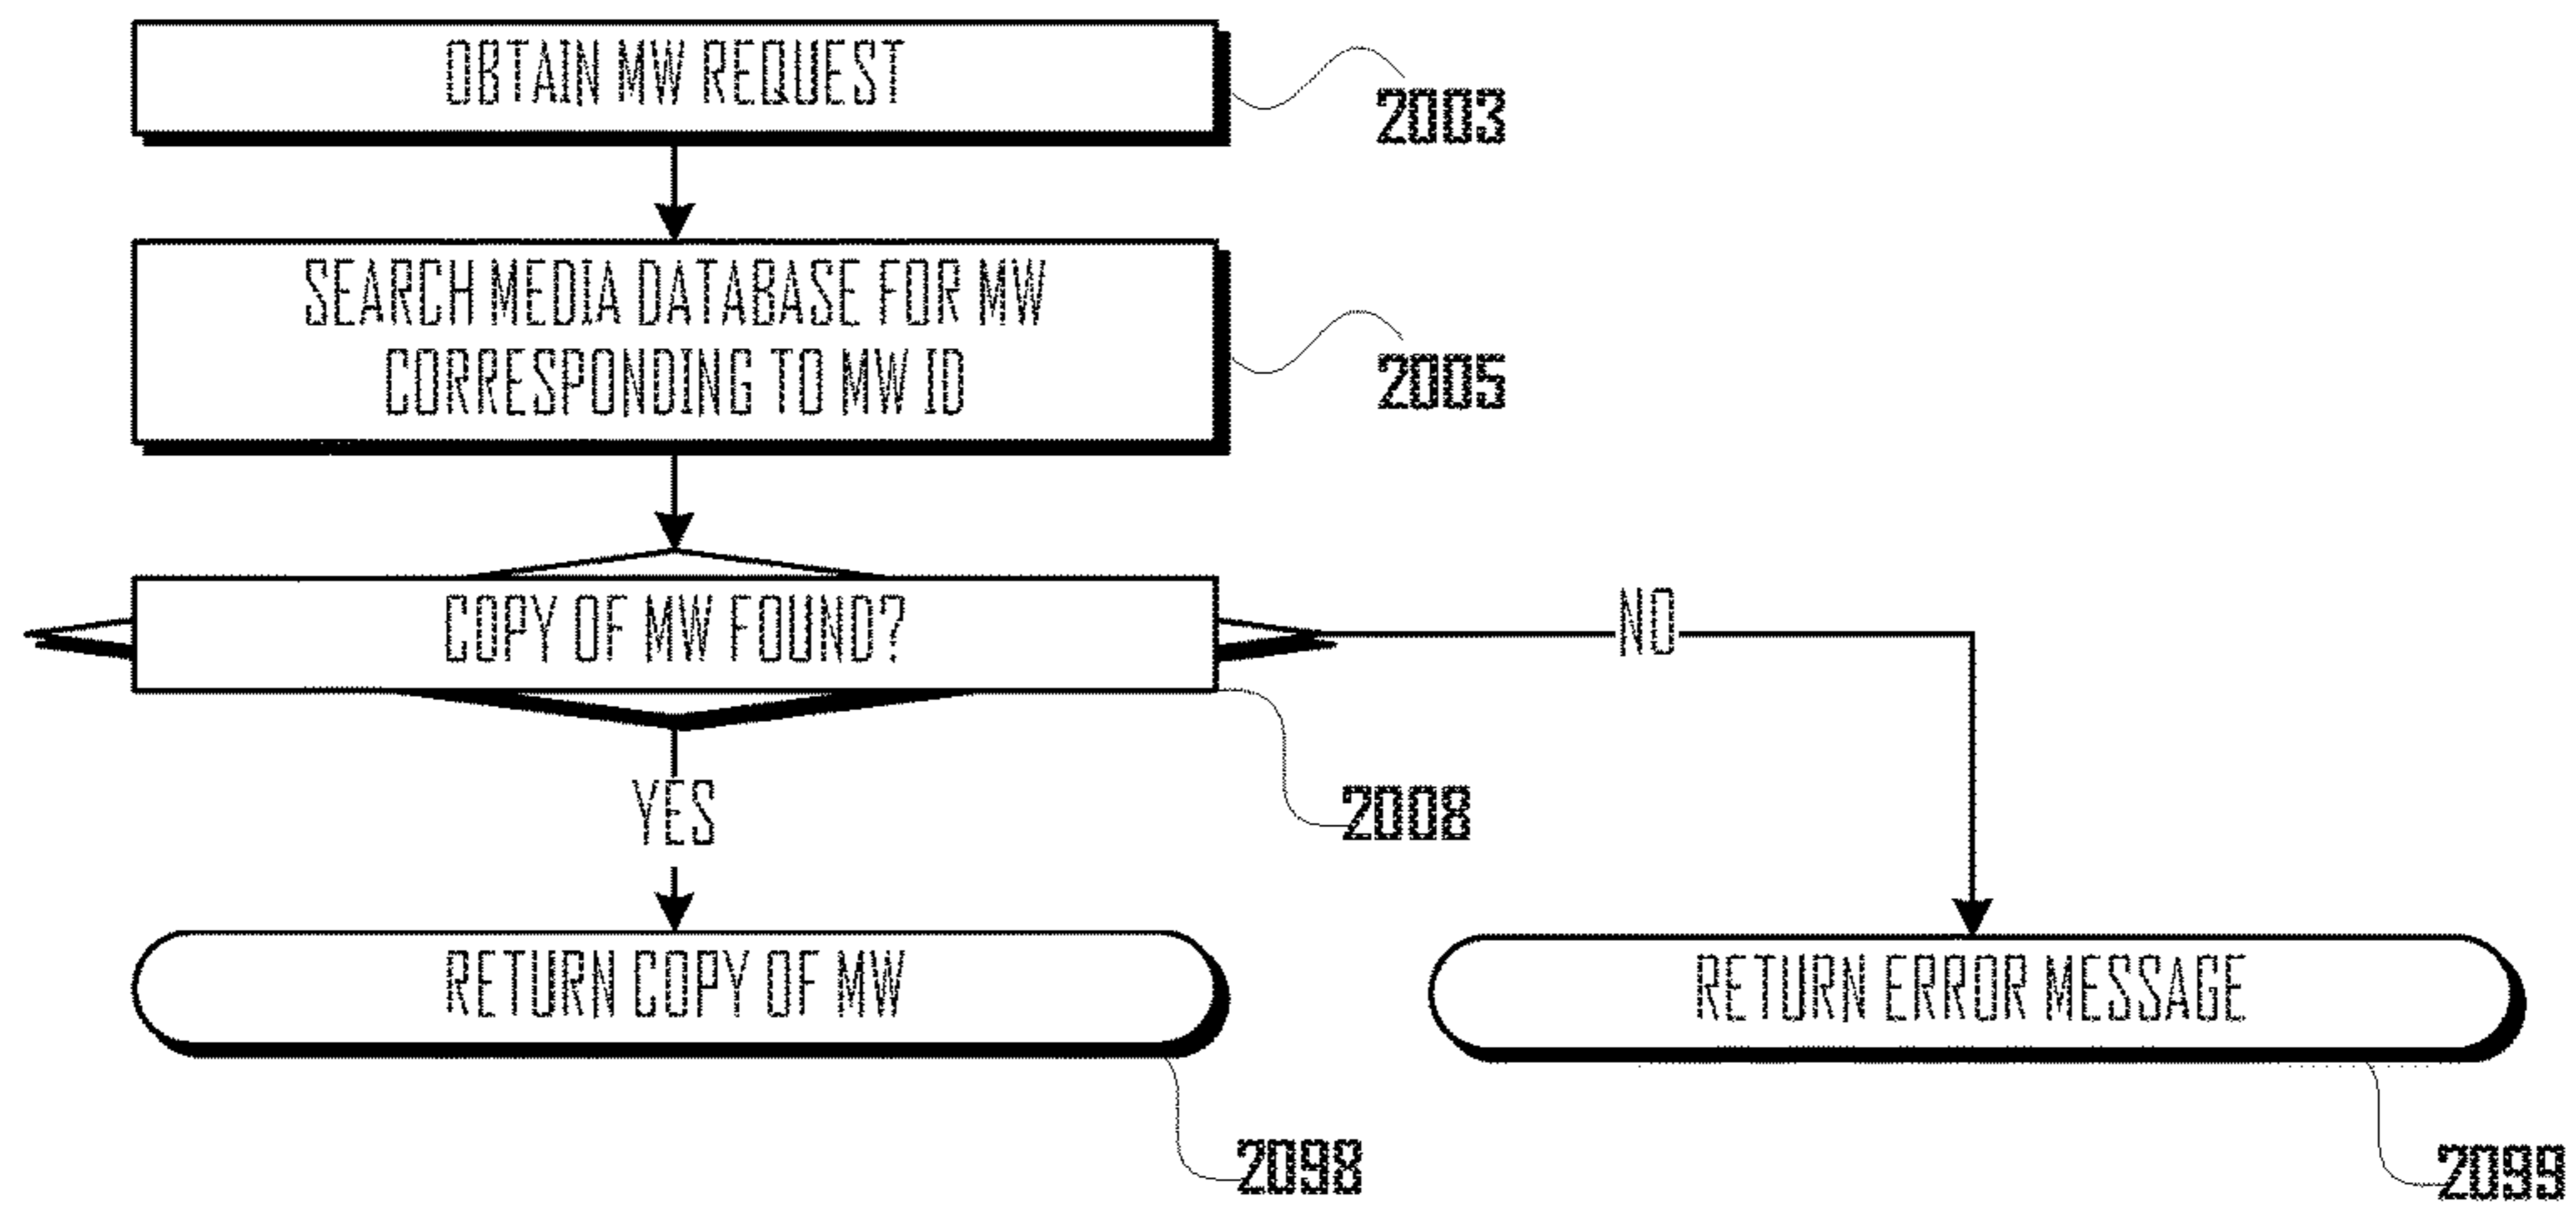 OBTAIN MW REQUEST
2003
SEARCH MEDIA DATABASE FOR MW
CORRESPONDING TO MW ID
2005
COPY OF MW FOUND?
NO
2008
YES
RETURN COPY OF MW
RETURN ERROR MESSAGE
2098
2099